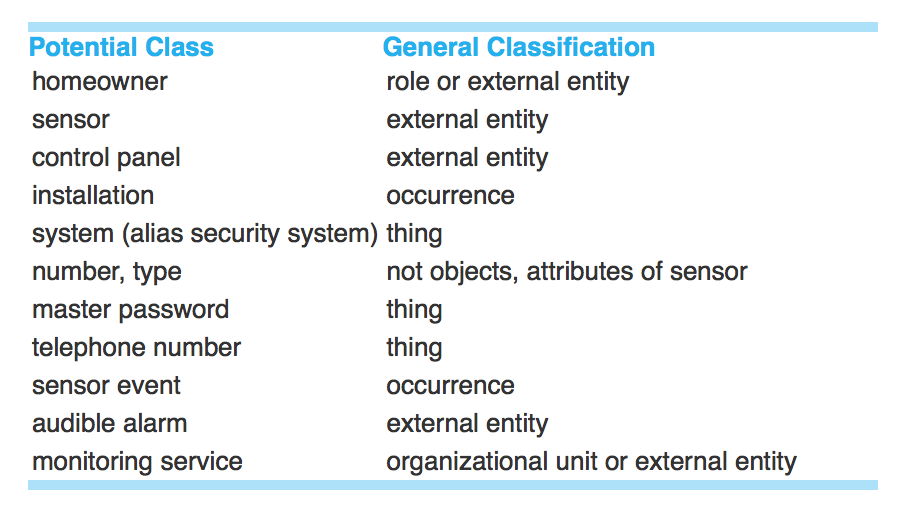 Potential Class General Classification
homeowner role or external entity
sensor external entity
control panel external entity
installation occurrence
system (alias security system) thing
number, type not objects, attributes of sensor
master password thing
telephone number thing
sensor event occurrence
audible alarm external entity
monitoring service organizational unit or external entity